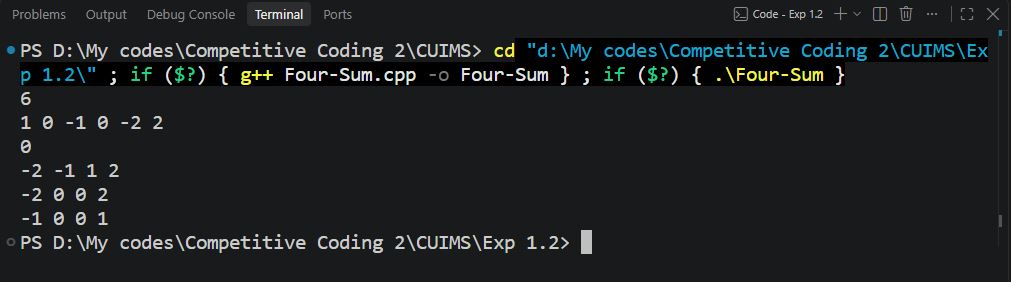 Problems Output Debug Console Terminal Ports Code - Exp 1.2
PS D:\My codes\Competitive Coding 2\CUIMS> cd "d:\My codes\Competitive Coding 2\CUIMS\Ex
p 1.2\" ; if ($?) { g++ Four-Sum.cpp -o Four-Sum } ; if ($?) { .\Four-Sum }
6
1 0 -1 0 -2 2
0
-2 -1 1 2
-2 0 0 2
-1 0 0 1
PS D:\My codes\Competitive Coding 2\CUIMS\Exp 1.2>